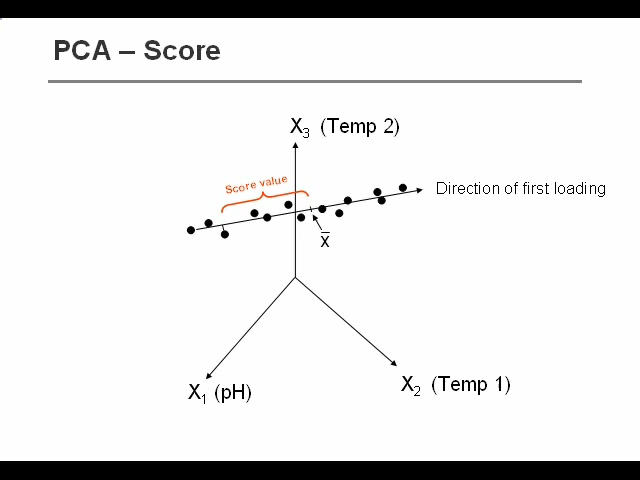 PCA – Score
X3 (Temp 2)
Score value
Direction of first loading
x̅
X1 (pH)
X2 (Temp 1)